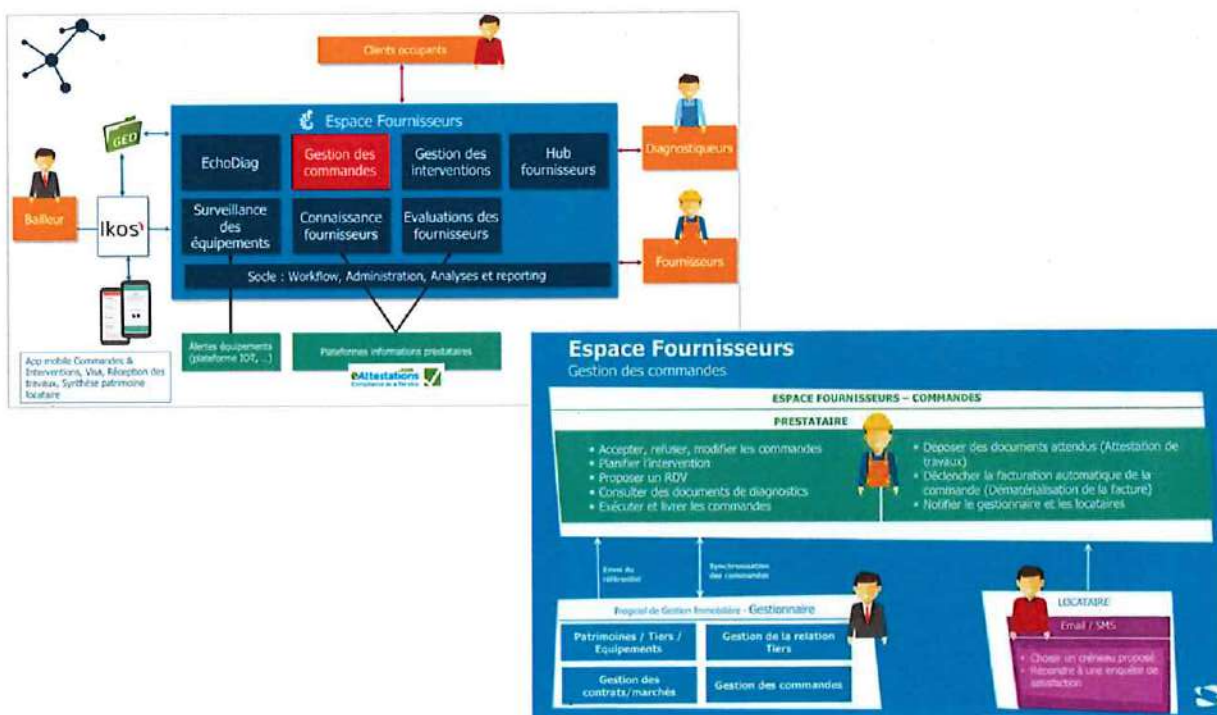 Clients occupants
Espace Fournisseurs
GED
EchoDiag
Gestion des
commandes
Gestion des
interventions
Hub
fournisseurs
Diagnostiqueurs
Bailleur
Ikos
Surveillance
des
équipements
Connaissance
fournisseurs
Evaluations des
fournisseurs
Fournisseurs
Socle : Workflow, Administration, Analyses et reporting
Alertes équipements
(plateforme IOT, ...)
Plateformes informations prestataires
eAttestations
Compliance as a Service
App mobile Commandes &
Interventions, Visa, Réception des
travaux, Synthèse patrimoine
locataire
Espace Fournisseurs
Gestion des commandes
ESPACE FOURNISSEURS – COMMANDES
PRESTATAIRE
• Accepter, refuser, modifier les commandes
• Planifier l'intervention
• Proposer un RDV
• Consulter des documents de diagnostics
• Exécuter et livrer les commandes
• Déposer des documents attendus (Attestation de
travaux)
• Déclencher la facturation automatique de la
commande (Dématérialisation de la facture)
• Notifier le gestionnaire et les locataires
Envoi du
référentiel
Synchronisation
des commandes
Progiciel de Gestion Immobilière - Gestionnaire
Patrimoines / Tiers /
Equipements
Gestion de la relation
Tiers
Gestion des
contrats/marchés
Gestion des commandes
LOCATAIRE
Email / SMS
• Choisir un créneau proposé
• Répondre à une enquête de
satisfaction